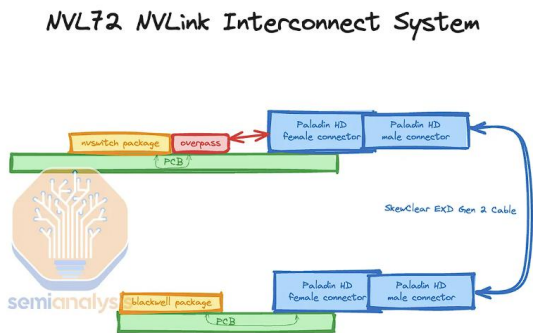 NVL72 NVLink Interconnect System
Paladin HD
female connector
Paladin HD
male connector
nvswitch package
overpass
PCB
SkewClear EXD Gen 2 Cable
semianalysis
blackwell package
Paladin HD
female connector
Paladin HD
male connector
PCB